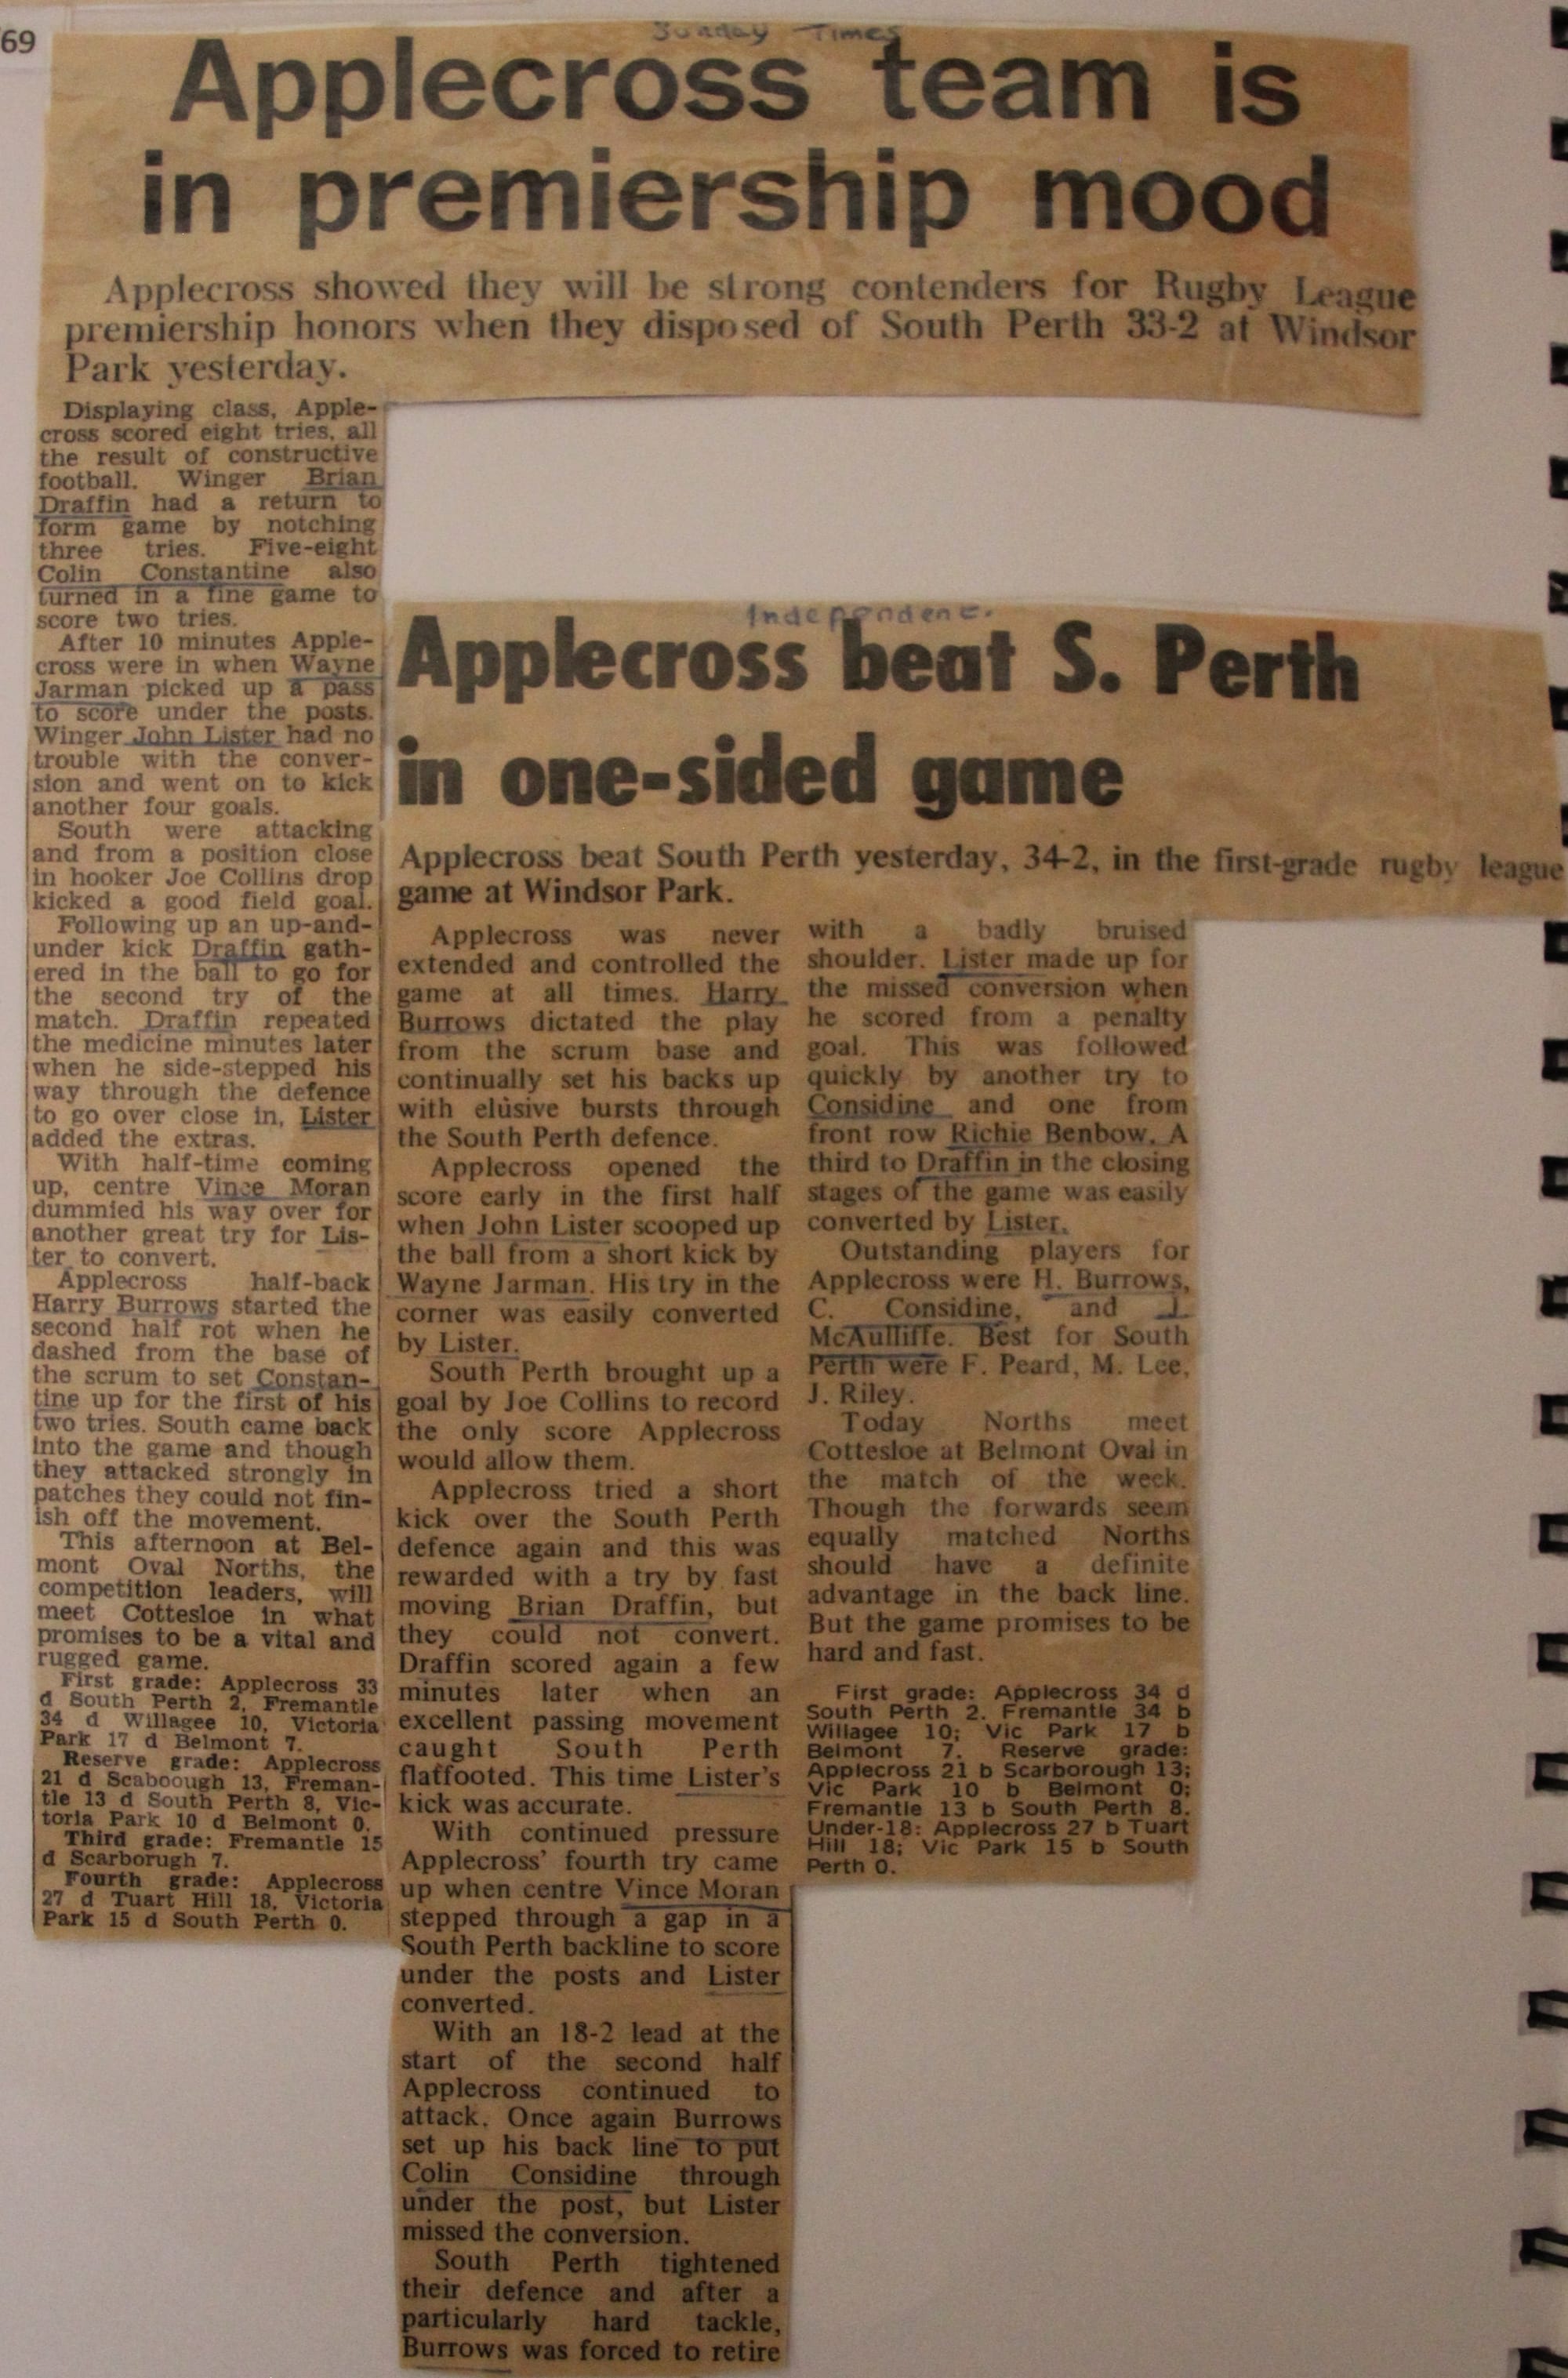 69
Sunday Times
Applecross team is
in premiership mood
Applecross showed they will be strong contenders for Rugby League
premiership honors when they disposed of South Perth 33-2 at Windsor
Park yesterday.
Displaying class, Apple-
cross scored eight tries, all
the result of constructive
football. Winger Brian
Draffin had a return to
form game by notching
three tries. Five-eight
Colin Constantine also
turned in a fine game to
score two tries.
After 10 minutes Apple-
cross were in when Wayne
Jarman picked up a pass
to score under the posts.
Winger John Lister had no
trouble with the conver-
sion and went on to kick
another four goals.
South were attacking
and from a position close
in hooker Joe Collins drop
kicked a good field goal.
Following up an up-and-
under kick Draffin gath-
ered in the ball to go for
the second try of the
match. Draffin repeated
the medicine minutes later
when he side-stepped his
way through the defence
to go over close in, Lister
added the extras.
With half-time coming
up, centre Vince Moran
dummied his way over for
another great try for Lis-
ter to convert.
Applecross half-back
Harry Burrows started the
second half rot when he
dashed from the base of
the scrum to set Constan-
tine up for the first of his
two tries. South came back
into the game and though
they attacked strongly in
patches they could not fin-
ish off the movement.
This afternoon at Bel-
mont Oval Norths, the
competition leaders, will
meet Cottesloe in what
promises to be a vital and
rugged game.
First grade: Applecross 33
d South Perth 2, Fremantle
34 d Willagee 10, Victoria
Park 17 d Belmont 7.
Reserve grade: Applecross
21 d Scaboough 13, Freman-
tle 13 d South Perth 8, Vic-
toria Park 10 d Belmont 0.
Third grade: Fremantle 15
d Scarborugh 7.
Fourth grade: Applecross
27 d Tuart Hill 18, Victoria
Park 15 d South Perth 0.
Independent.
Applecross beat S. Perth
in one-sided game
Applecross beat South Perth yesterday, 34-2, in the first-grade rugby league
game at Windsor Park.
Applecross was never
extended and controlled the
game at all times. Harry
Burrows dictated the play
from the scrum base and
continually set his backs up
with elusive bursts through
the South Perth defence.
Applecross opened the
score early in the first half
when John Lister scooped up
the ball from a short kick by
Wayne Jarman. His try in the
corner was easily converted
by Lister.
South Perth brought up a
goal by Joe Collins to record
the only score Applecross
would allow them.
Applecross tried a short
kick over the South Perth
defence again and this was
rewarded with a try by fast
moving Brian Draffin, but
they could not convert.
Draffin scored again a few
minutes later when an
excellent passing movement
caught South Perth
flatfooted. This time Lister's
kick was accurate.
With continued pressure
Applecross' fourth try came
up when centre Vince Moran
stepped through a gap in a
South Perth backline to score
under the posts and Lister
converted.
With an 18-2 lead at the
start of the second half
Applecross continued to
attack. Once again Burrows
set up his back line to put
Colin Considine through
under the post, but Lister
missed the conversion.
South Perth tightened
their defence and after a
particularly hard tackle,
Burrows was forced to retire
with a badly bruised
shoulder. Lister made up for
the missed conversion when
he scored from a penalty
goal. This was followed
quickly by another try to
Considine and one from
front row Richie Benbow. A
third to Draffin in the closing
stages of the game was easily
converted by Lister.
Outstanding players for
Applecross were H. Burrows,
C. Considine, and J.
McAulliffe. Best for South
Perth were F. Peard, M. Lee,
J. Riley.
Today Norths meet
Cottesloe at Belmont Oval in
the match of the week.
Though the forwards seem
equally matched Norths
should have a definite
advantage in the back line.
But the game promises to be
hard and fast.
First grade: Applecross 34 d
South Perth 2. Fremantle 34 b
Willagee 10; Vic Park 17 b
Belmont 7. Reserve grade:
Applecross 21 b Scarborough 13;
Vic Park 10 b Belmont 0;
Fremantle 13 b South Perth 8.
Under-18: Applecross 27 b Tuart
Hill 18; Vic Park 15 b South
Perth 0.